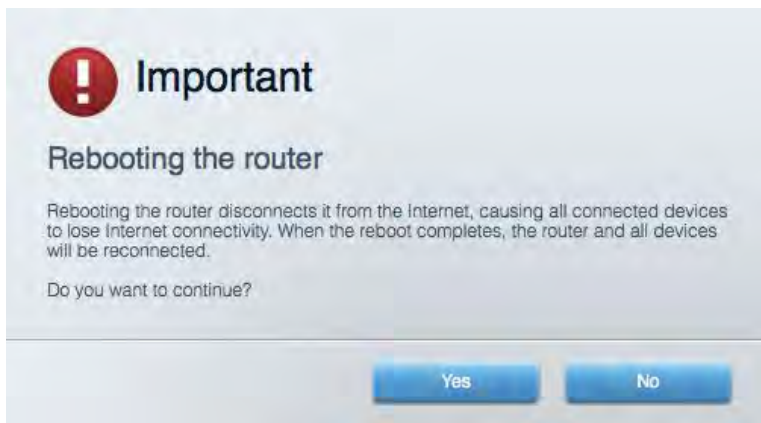 Important
Rebooting the router
Rebooting the router disconnects it from the Internet, causing all connected devices
to lose Internet connectivity. When the reboot completes, the router and all devices
will be reconnected.
Do you want to continue?
Yes
No